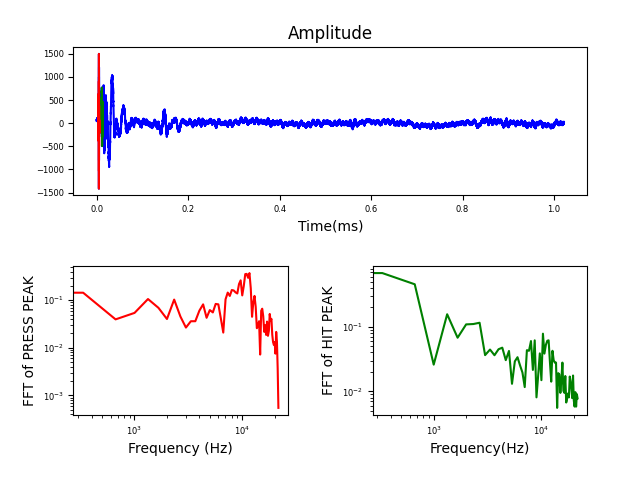 Amplitude
1500
1000
500
0
−500
−1000
−1500
0.0 0.2 0.4 0.6 0.8 1.0
Time(ms)
FFT of PRESS PEAK
10⁻¹
10⁻²
10⁻³
10³ 10⁴
Frequency (Hz)
FFT of HIT PEAK
10⁻¹
10⁻²
10³ 10⁴
Frequency(Hz)